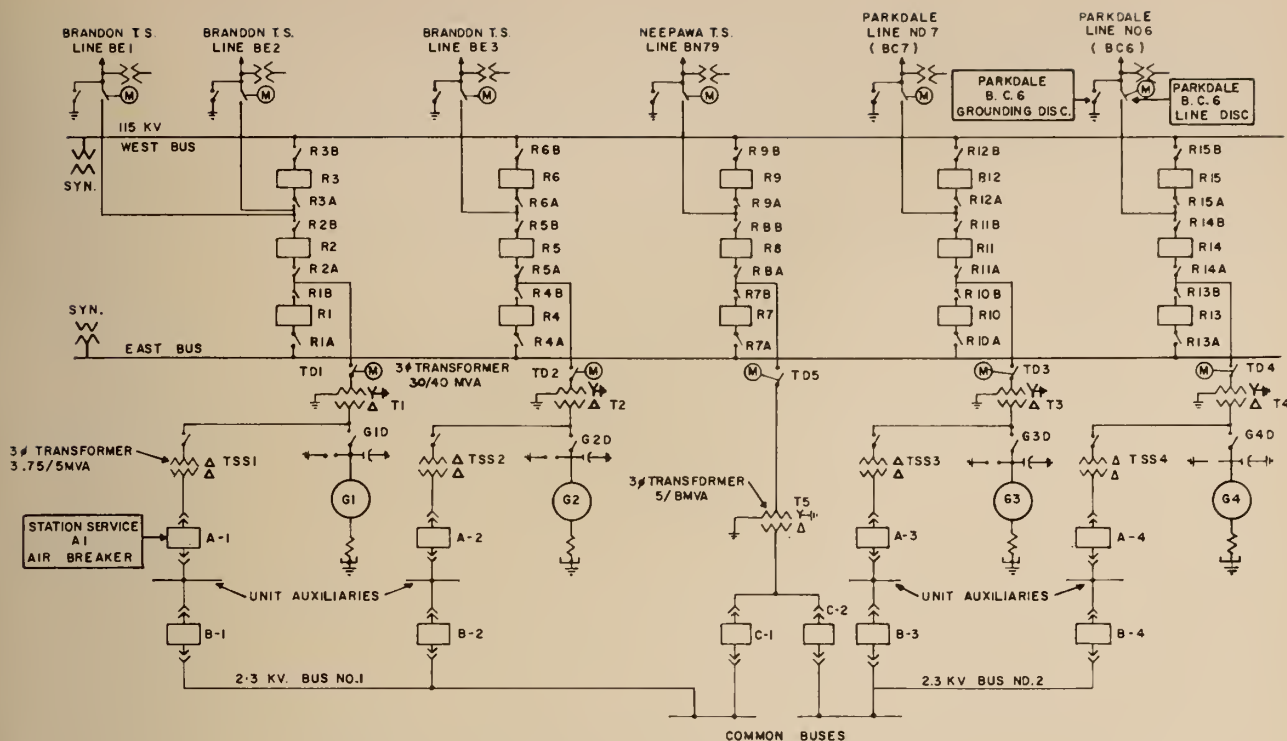 BRANDON T.S.
LINE BE1
BRANDON T.S.
LINE BE2
BRANDON T.S.
LINE BE3
NEEPAWA T.S.
LINE BN79
PARKDALE
LINE NO 7
( BC7 )
PARKDALE
LINE NO6
( BC6 )
M
M
M
M
M
M
PARKDALE
B. C. 6
GROUNDING DISC.
PARKDALE
B.C.6
LINE DISC
115 KV
WEST BUS
SYN.
R3B
R3
R3A
R2B
R2
R2A
R1B
R1
R1A
R6B
R6
R6A
R5B
R5
R5A
R4B
R4
R4A
R9B
R9
R9A
R8B
R8
R8A
R7B
R7
R7A
R12B
R12
R12A
R11B
R11
R11A
R10B
R10
R10A
R15B
R15
R15A
R14B
R14
R14A
R13B
R13
R13A
SYN.
EAST BUS
TD1
M
3ø TRANSFORMER
30/40 MVA
TD2
M
M
TD5
M
TD3
M
TD4
Y
Δ
T1
Y
Δ
T2
Y
Δ
T3
Y
Δ
T4
G1D
G2D
G3D
G4D
3ø TRANSFORMER
3.75/5MVA
TSS1
Δ
Δ
TSS2
Δ
Δ
TSS3
Δ
Δ
TSS4
Δ
Δ
3ø TRANSFORMER
5/8MVA
T5
Y
Δ
G1
G2
G3
G4
STATION SERVICE
A1
AIR BREAKER
A-1
A-2
A-3
A-4
UNIT AUXILIARIES
UNIT AUXILIARIES
B-1
B-2
C-1
C-2
B-3
B-4
2·3 KV. BUS NO.1
2.3 KV BUS NO.2
COMMON BUSES